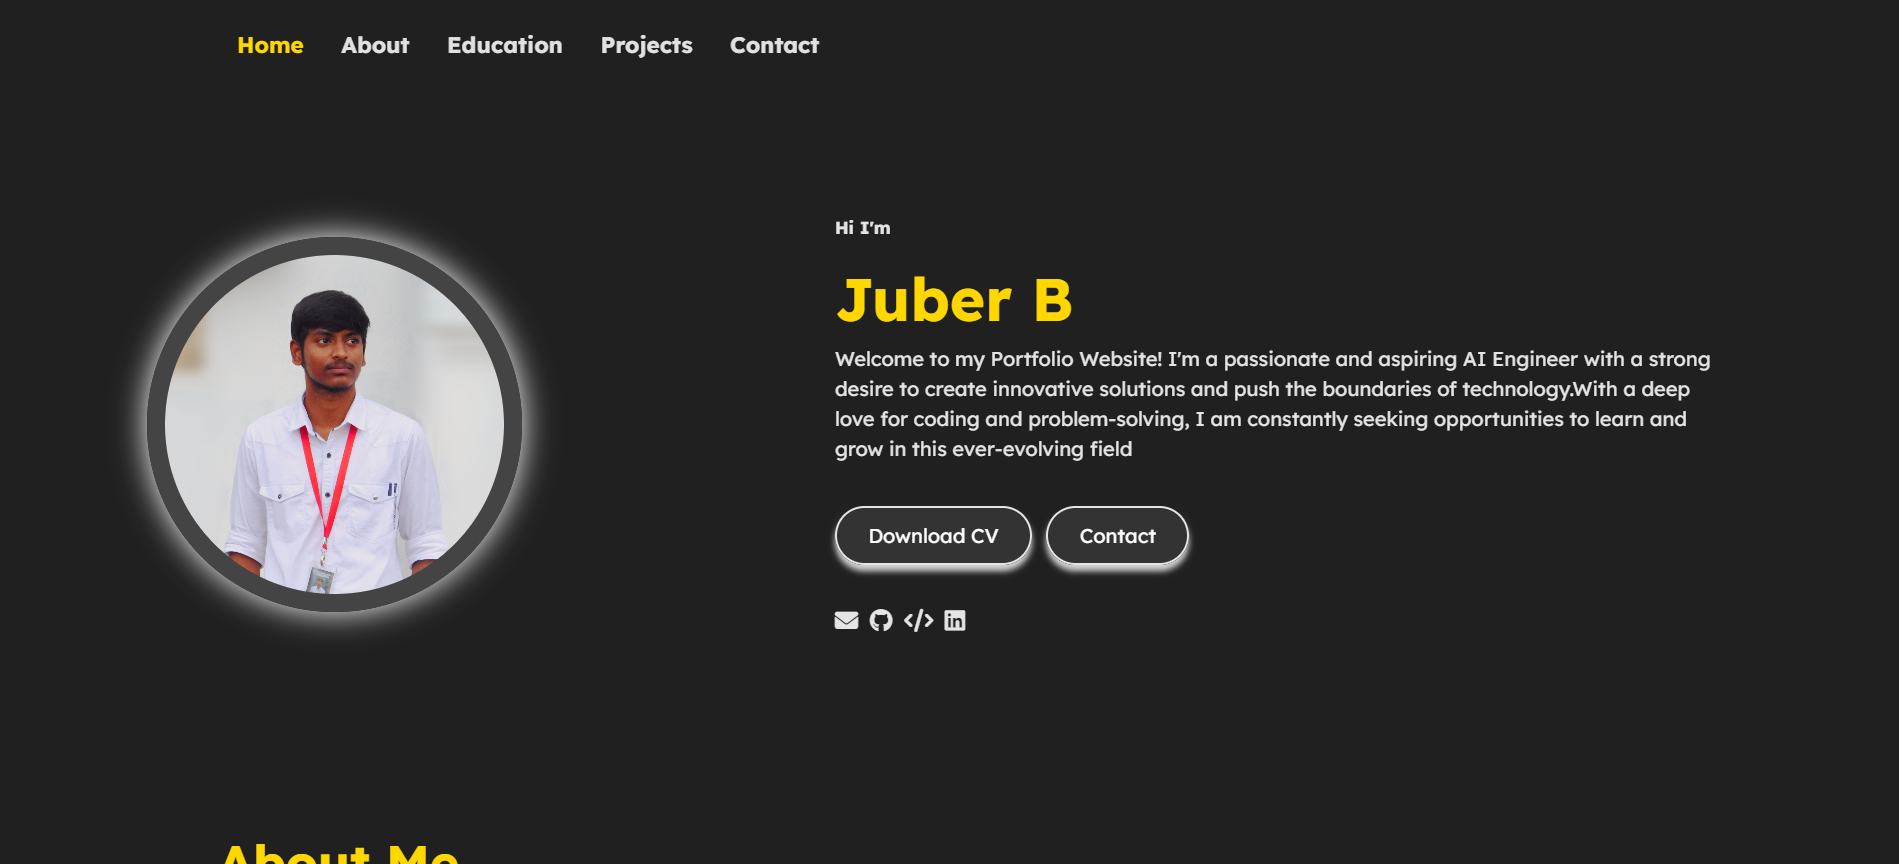 Home About Education Projects Contact
Hi I'm
Juber B
Welcome to my Portfolio Website! I'm a passionate and aspiring AI Engineer with a strong
desire to create innovative solutions and push the boundaries of technology.With a deep
love for coding and problem-solving, I am constantly seeking opportunities to learn and
grow in this ever-evolving field
Download CV Contact
About Me